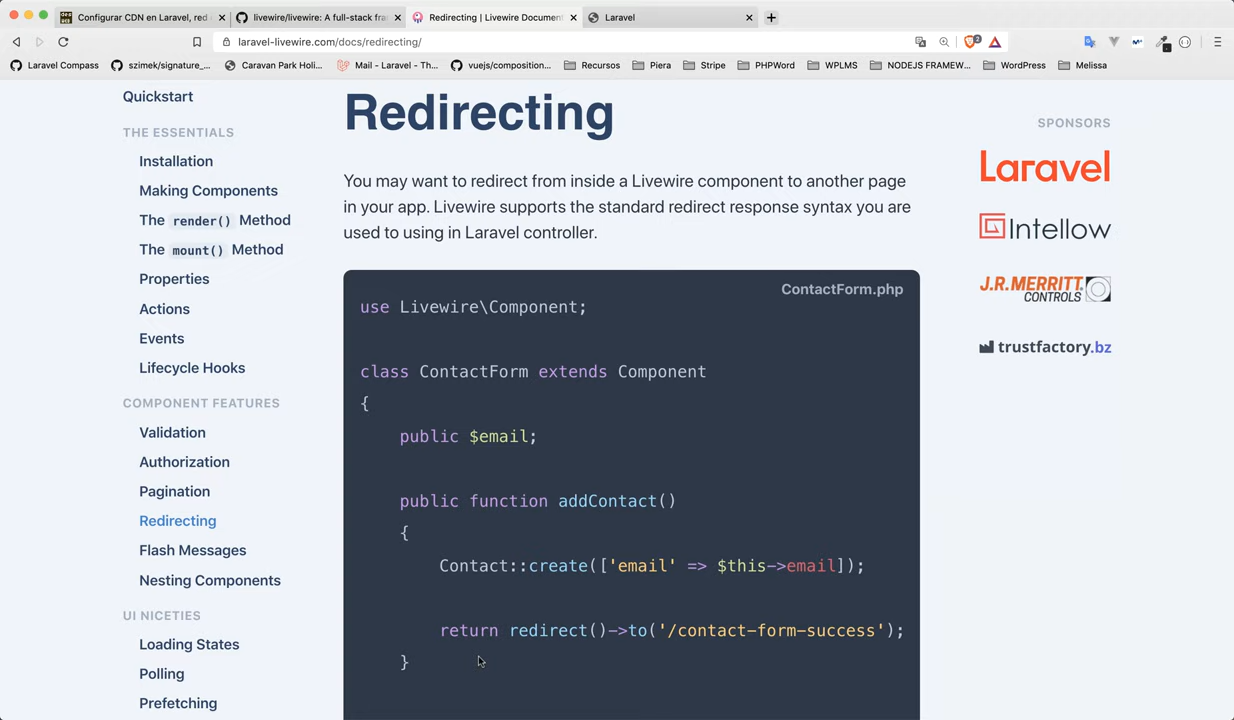 Configurar CDN en Laravel, red
livewire/livewire: A full-stack fra
Redirecting | Livewire Document
Laravel
laravel-livewire.com/docs/redirecting/
2
Laravel Compass
szimek/signature_...
Caravan Park Holi...
Mail - Laravel - Th...
vuejs/composition...
Recursos
Piera
Stripe
PHPWord
WPLMS
NODEJS FRAMEW...
WordPress
Melissa
Quickstart
THE ESSENTIALS
Installation
Making Components
The render() Method
The mount() Method
Properties
Actions
Events
Lifecycle Hooks
COMPONENT FEATURES
Validation
Authorization
Pagination
Redirecting
Flash Messages
Nesting Components
UI NICETIES
Loading States
Polling
Prefetching
Redirecting
You may want to redirect from inside a Livewire component to another page
in your app. Livewire supports the standard redirect response syntax you are
used to using in Laravel controller.
ContactForm.php
use Livewire\Component;
class ContactForm extends Component
{
public $email;
public function addContact()
{
Contact::create(['email' => $this->email]);
return redirect()->to('/contact-form-success');
}
SPONSORS
Laravel
Intellow
J.R.MERRITT
CONTROLS
trustfactory.bz